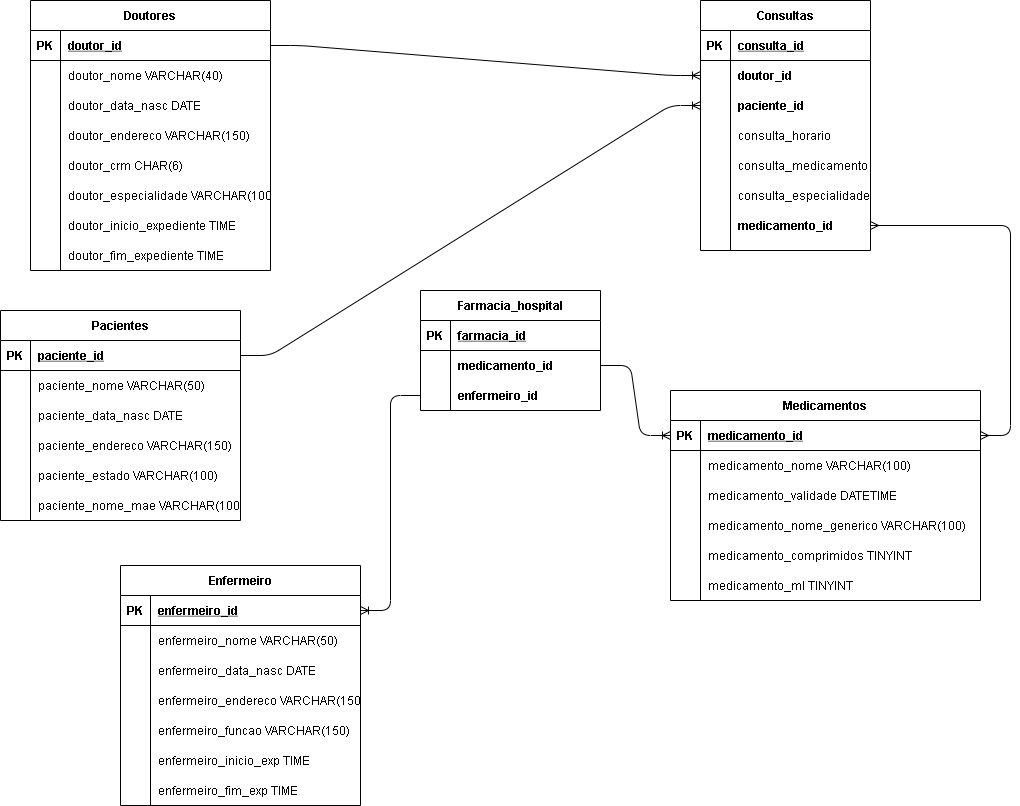 Doutores
PK doutor_id
doutor_nome VARCHAR(40)
doutor_data_nasc DATE
doutor_endereco VARCHAR(150)
doutor_crm CHAR(6)
doutor_especialidade VARCHAR(100
doutor_inicio_expediente TIME
doutor_fim_expediente TIME
Consultas
PK consulta_id
doutor_id
paciente_id
consulta_horario
consulta_medicamento
consulta_especialidade
medicamento_id
Pacientes
PK paciente_id
paciente_nome VARCHAR(50)
paciente_data_nasc DATE
paciente_endereco VARCHAR(150)
paciente_estado VARCHAR(100)
paciente_nome_mae VARCHAR(100
Farmacia_hospital
PK farmacia_id
medicamento_id
enfermeiro_id
Medicamentos
PK medicamento_id
medicamento_nome VARCHAR(100)
medicamento_validade DATETIME
medicamento_nome_generico VARCHAR(100)
medicamento_comprimidos TINYINT
medicamento_ml TINYINT
Enfermeiro
PK enfermeiro_id
enfermeiro_nome VARCHAR(50)
enfermeiro_data_nasc DATE
enfermeiro_endereco VARCHAR(150
enfermeiro_funcao VARCHAR(150)
enfermeiro_inicio_exp TIME
enfermeiro_fim_exp TIME